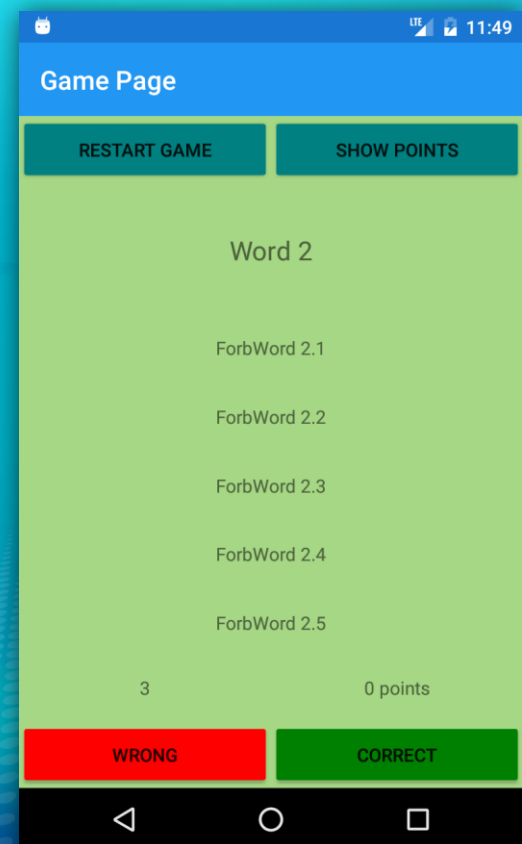 LTE 11:49
Game Page
RESTART GAME SHOW POINTS
Word 2
ForbWord 2.1
ForbWord 2.2
ForbWord 2.3
ForbWord 2.4
ForbWord 2.5
3 0 points
WRONG CORRECT